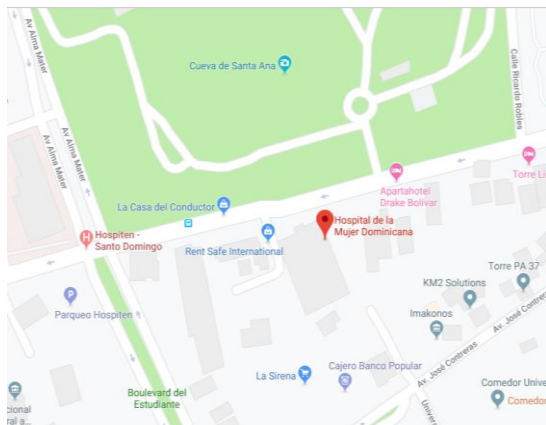 Av Alma Mater
Cueva de Santa Ana
Calle Ricardo Robles
Av Alma Mater
Av Alma Mater
Torre Li
Apartahotel
Drake Bolivar
La Casa del Conductor
Hospital de la
Mujer Dominicana
H
Hospiten -
Santo Domingo
Rent Safe International
Torre PA 37
KM2 Solutions
P
Parqueo Hospiten
Imakonos
Av. José Contreras
La Sirena
Cajero Banco Popular
Av. José Contreras
Boulevard del
Estudiante
Comedor Unive
Comedor
cional
ral a...
Univers